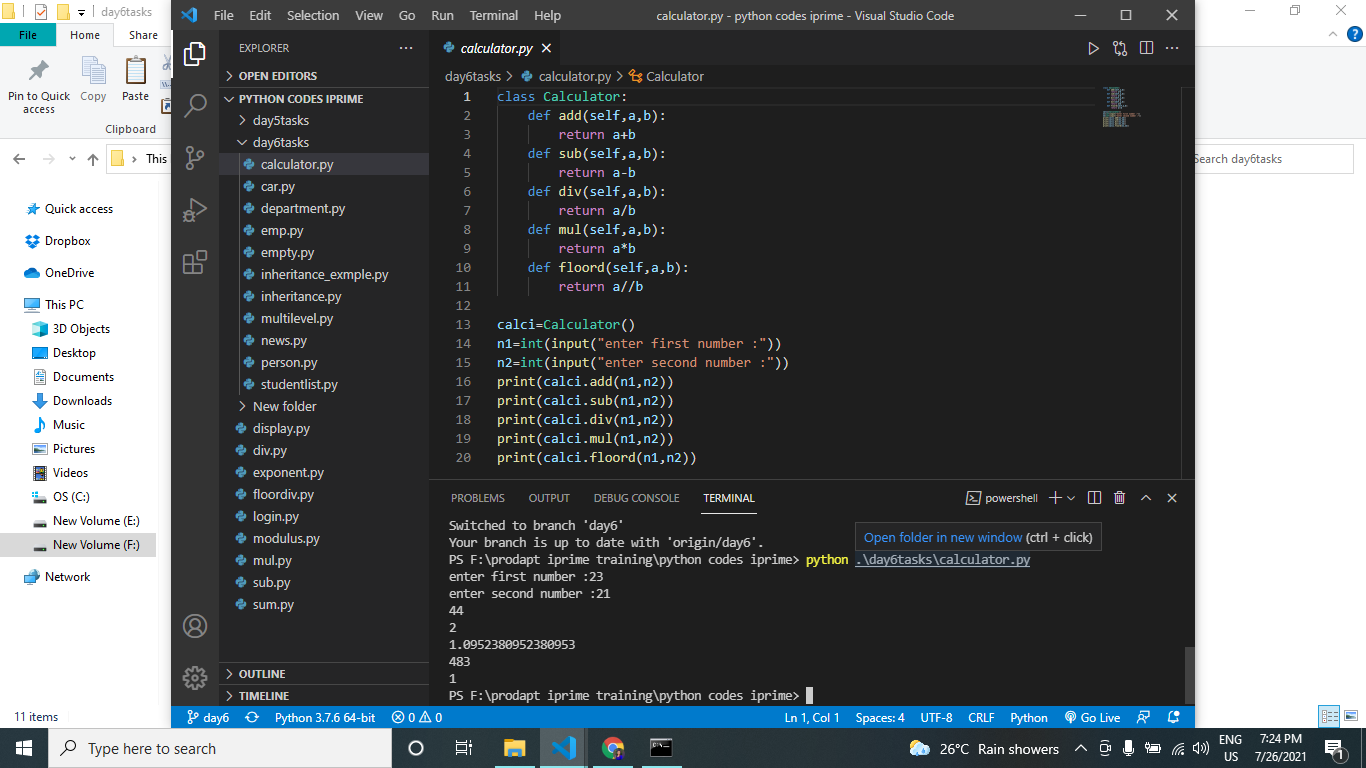 day6tasks
File Home Share
Pin to Quick access
Copy
Paste
Clipboard
This
Search day6tasks
Quick access
Dropbox
OneDrive
This PC
3D Objects
Desktop
Documents
Downloads
Music
Pictures
Videos
OS (C:)
New Volume (E:)
New Volume (F:)
Network
11 items
File Edit Selection View Go Run Terminal Help
calculator.py - python codes iprime - Visual Studio Code
EXPLORER
OPEN EDITORS
PYTHON CODES IPRIME
day5tasks
day6tasks
calculator.py
car.py
department.py
emp.py
empty.py
inheritance_exmple.py
inheritance.py
multilevel.py
news.py
person.py
studentlist.py
New folder
display.py
div.py
exponent.py
floordiv.py
login.py
modulus.py
mul.py
sub.py
sum.py
OUTLINE
TIMELINE
calculator.py
day6tasks > calculator.py > Calculator
1 class Calculator:
2 def add(self,a,b):
3 return a+b
4 def sub(self,a,b):
5 return a-b
6 def div(self,a,b):
7 return a/b
8 def mul(self,a,b):
9 return a*b
10 def floord(self,a,b):
11 return a//b
12
13 calci=Calculator()
14 n1=int(input("enter first number :"))
15 n2=int(input("enter second number :"))
16 print(calci.add(n1,n2))
17 print(calci.sub(n1,n2))
18 print(calci.div(n1,n2))
19 print(calci.mul(n1,n2))
20 print(calci.floord(n1,n2))
PROBLEMS OUTPUT DEBUG CONSOLE TERMINAL
powershell
Switched to branch 'day6'
Your branch is up to date with 'origin/day6'.
Open folder in new window (ctrl + click)
PS F:\prodapt iprime training\python codes iprime> python .\day6tasks\calculator.py
enter first number :23
enter second number :21
44
2
1.0952380952380953
483
1
PS F:\prodapt iprime training\python codes iprime>
day6 Python 3.7.6 64-bit 0 0 Ln 1, Col 1 Spaces: 4 UTF-8 CRLF Python Go Live
Type here to search
26°C Rain showers
ENG
US
7:24 PM
7/26/2021
1